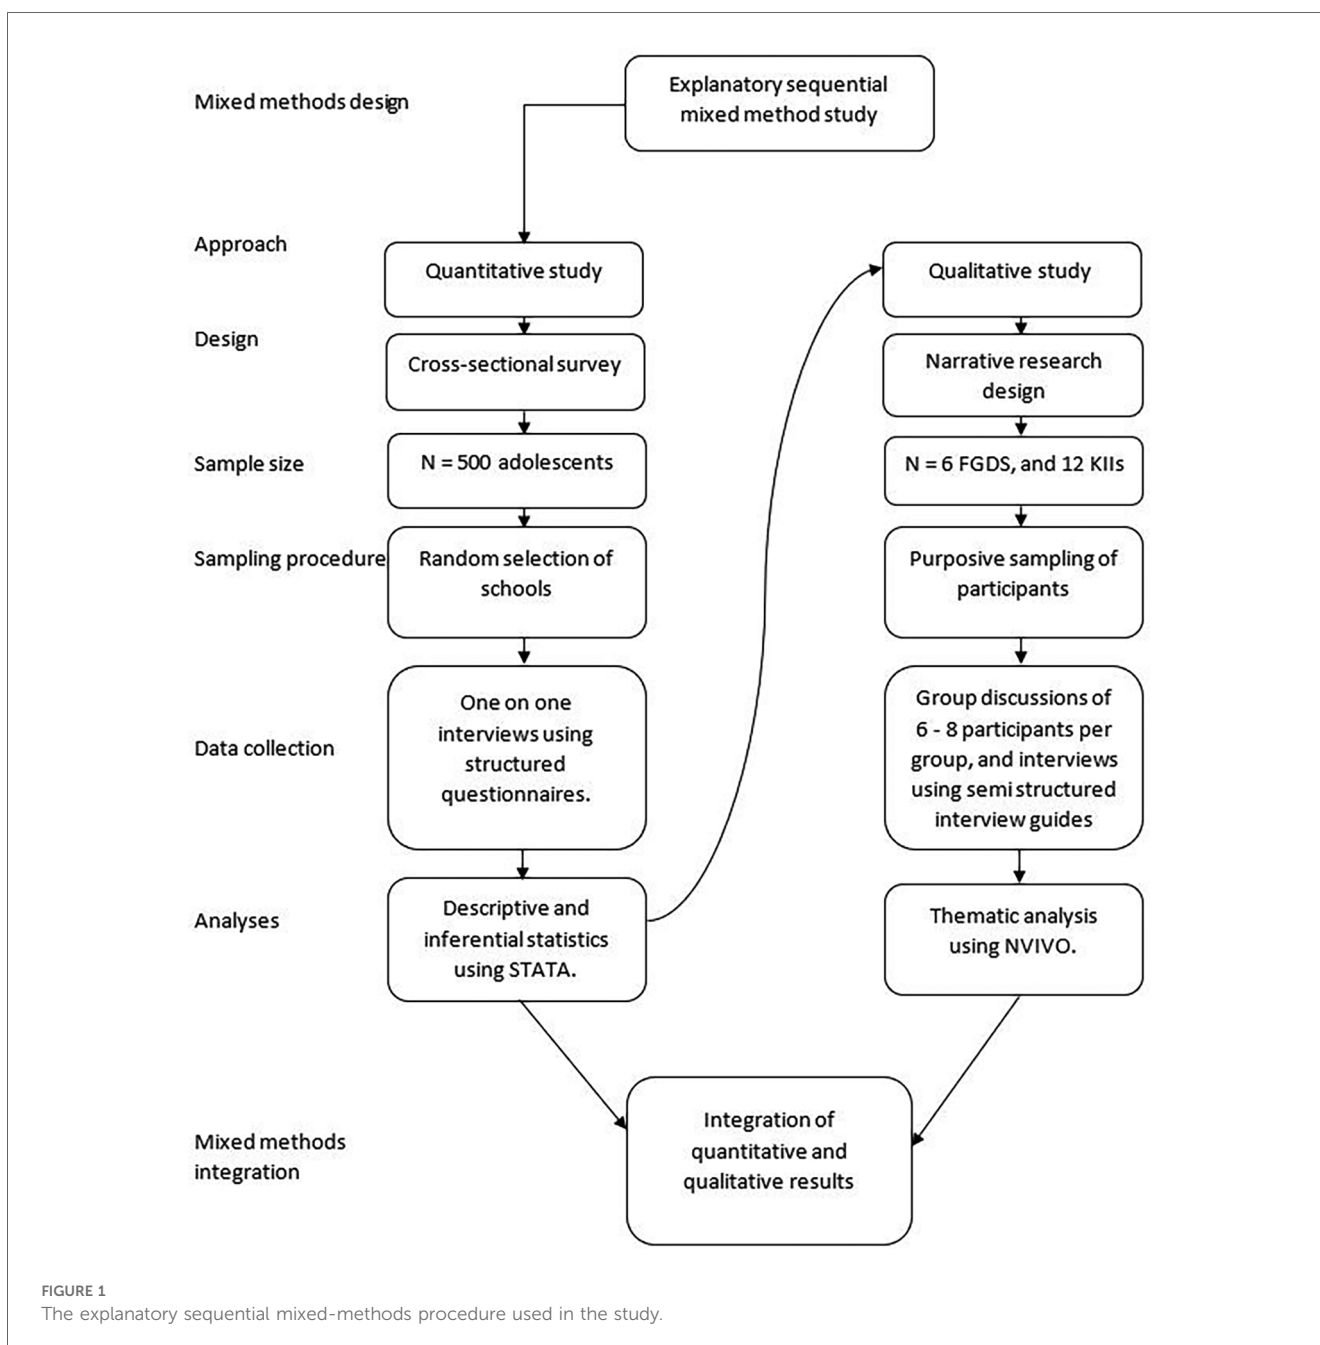 Mixed methods design
Explanatory sequential
mixed method study
Approach
Quantitative study
Qualitative study
Design
Cross-sectional survey
Narrative research
design
Sample size
N = 500 adolescents
N = 6 FGDS, and 12 KIIs
Sampling procedure
Random selection of
schools
Purposive sampling of
participants
Data collection
One on one
interviews using
structured
questionnaires.
Group discussions of
6 - 8 participants per
group, and interviews
using semi structured
interview guides
Analyses
Descriptive and
inferential statistics
using STATA.
Thematic analysis
using NVIVO.
Mixed methods
integration
Integration of
quantitative and
qualitative results
FIGURE 1
The explanatory sequential mixed-methods procedure used in the study.